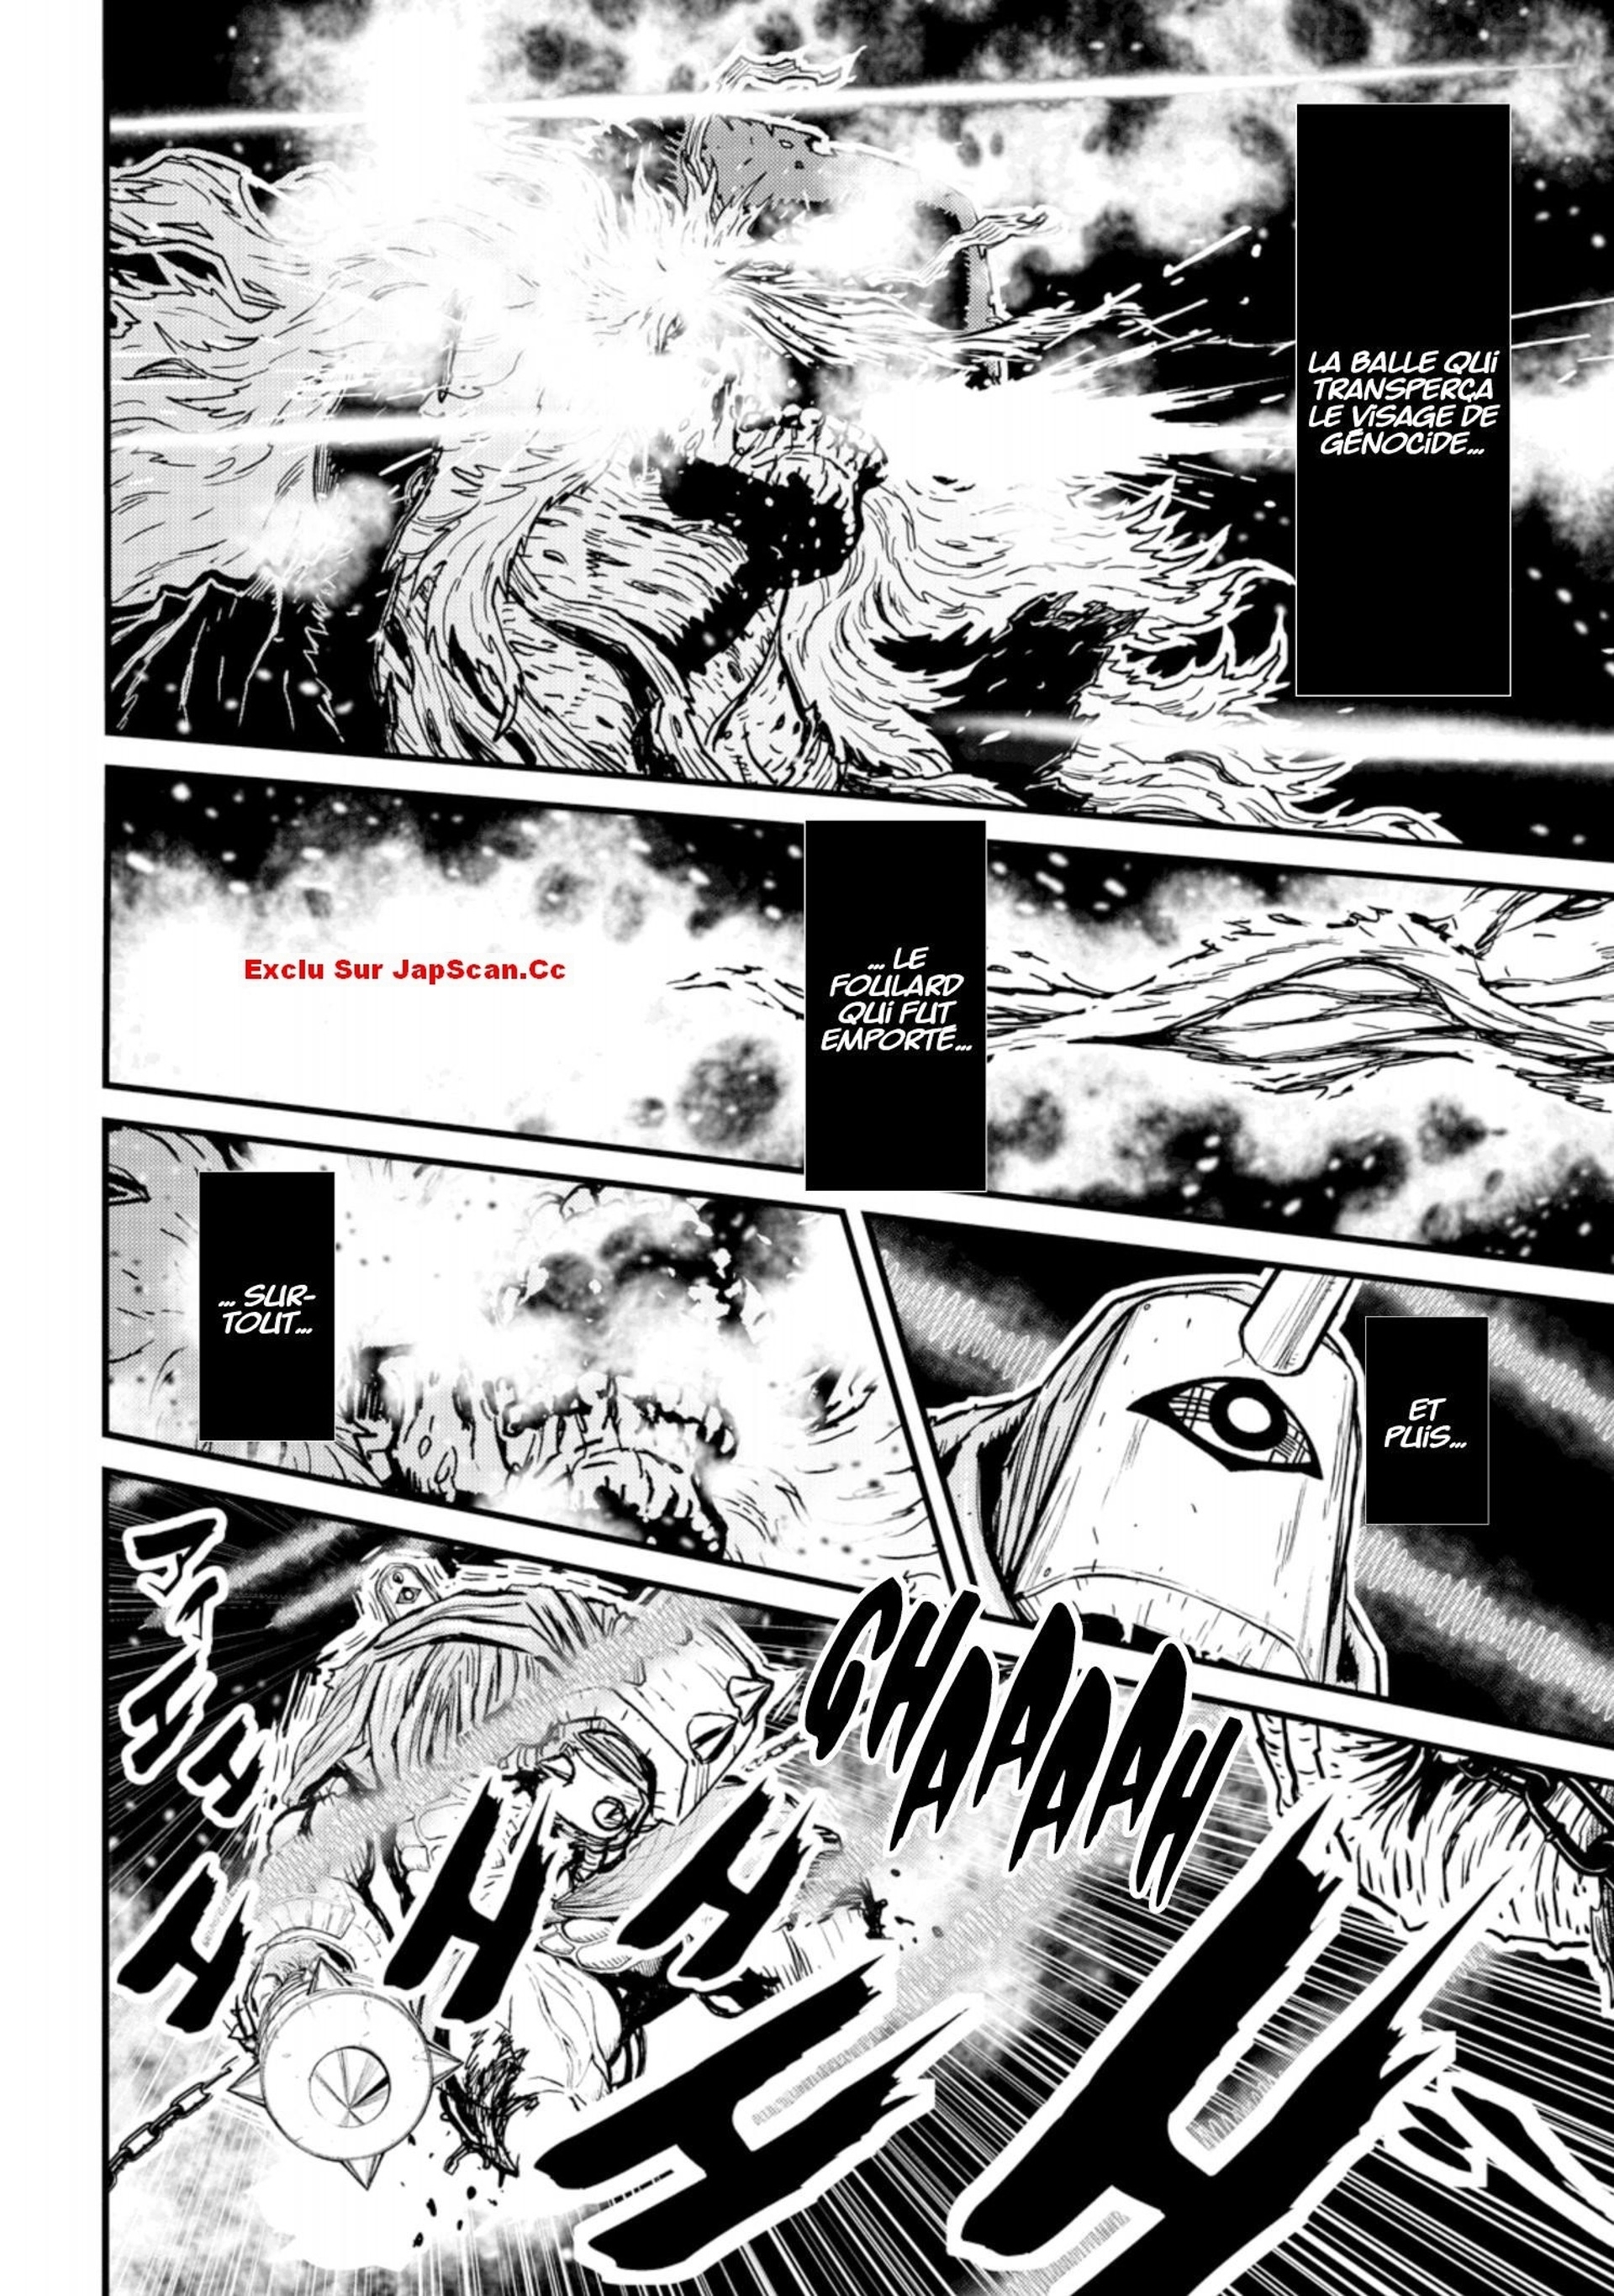 LA BALLE QUI
TRANSPERÇA
LE VISAGE DE
GÉNOCIDE...
... LE
FOULARD
QUI FUT
EMPORTÉ...
Exclu Sur JapScan.Cc
ET
PUIS...
... SUR-
TOUT...
GHAAAAAAH